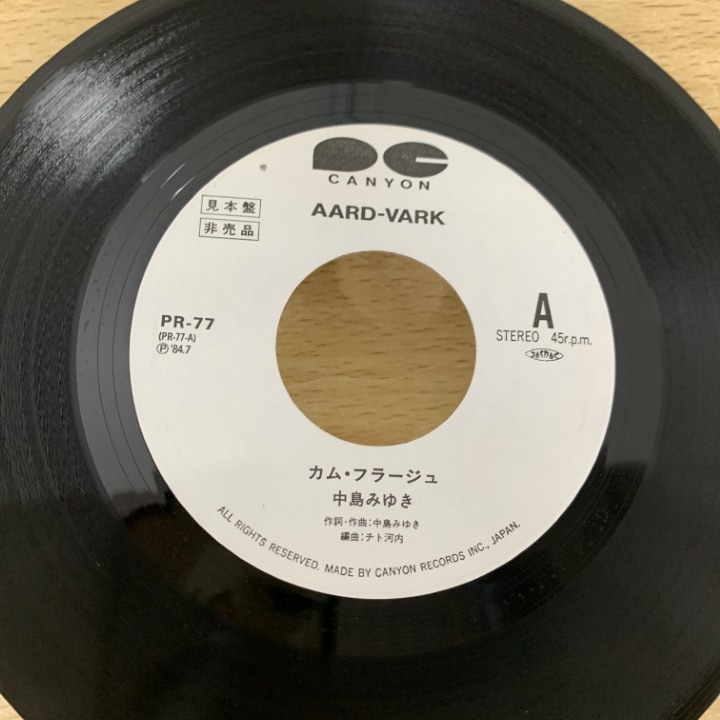 CANYON
AARD-VARK
見本盤
非売品
PR-77
(PR-77-A)
Ⓟ '84.7
A
STEREO 45r.p.m.
カム・フラージュ
中島みゆき
作詞・作曲：中島みゆき
編曲：チト河内
ALL RIGHTS RESERVED. MADE BY CANYON RECORDS INC., JAPAN.